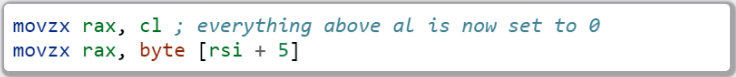 movzx rax, cl ; everything above al is now set to 0
movzx rax, byte [rsi + 5]